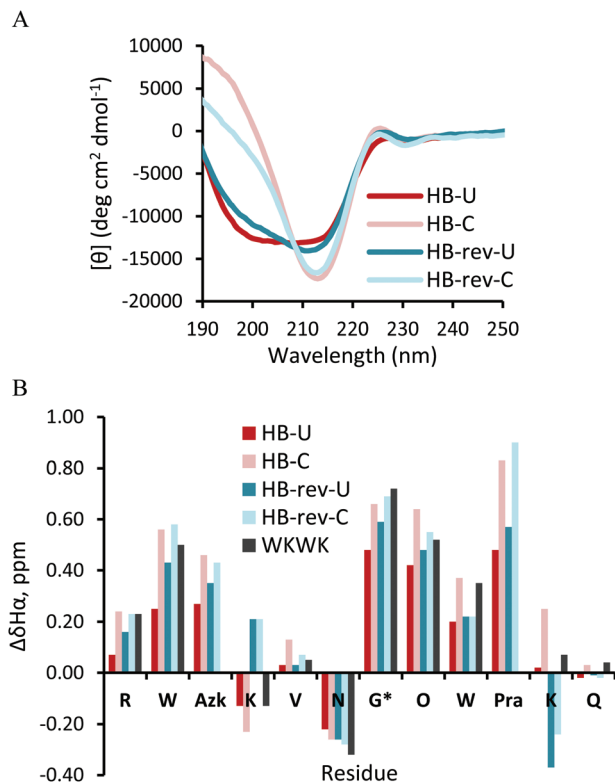 A
[θ] (deg cm² dmol⁻¹)
10000
5000
0
-5000
-10000
-15000
-20000
HB-U
HB-C
HB-rev-U
HB-rev-C
190 200 210 220 230 240 250
Wavelength (nm)
B
ΔδHα, ppm
1.00
0.80
0.60
0.40
0.20
0.00
-0.20
-0.40
HB-U
HB-C
HB-rev-U
HB-rev-C
WKWK
R W Azk K V N G* O W Pra K Q
Residue